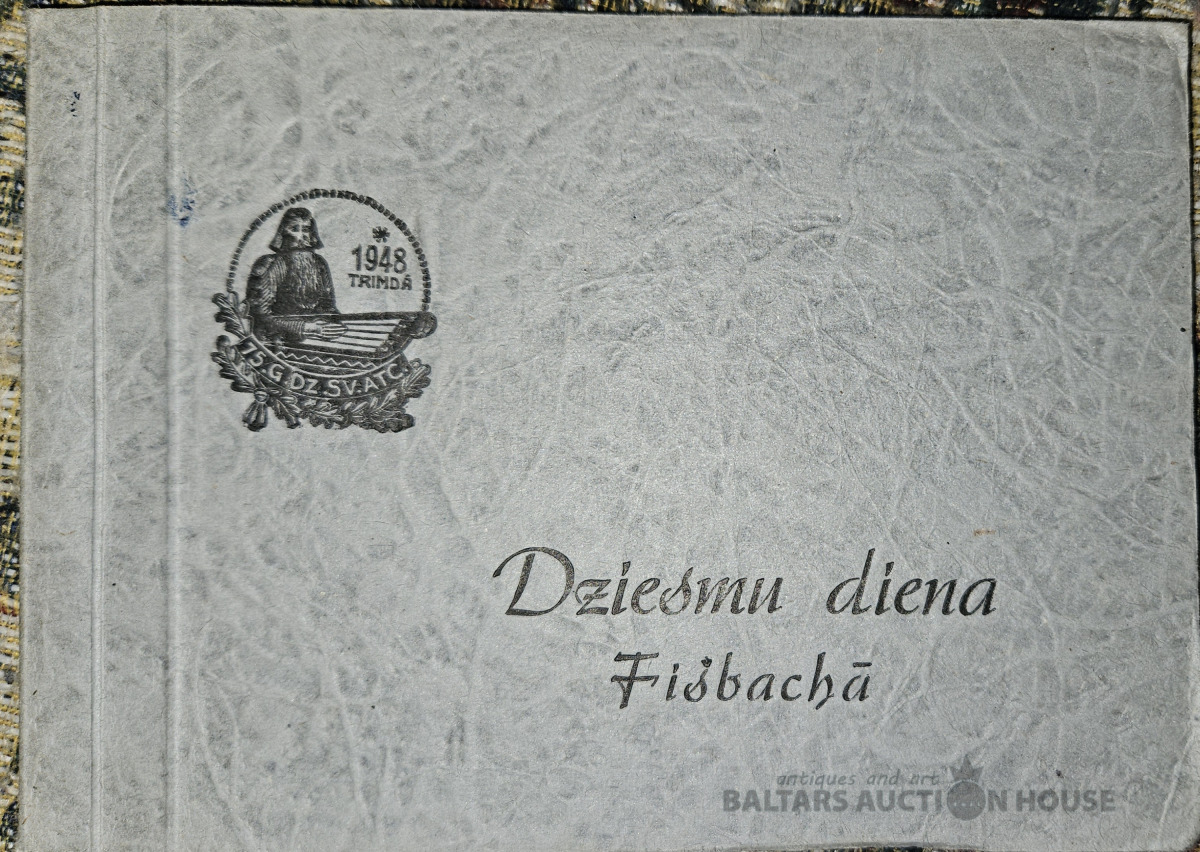 1948
TRIMDĀ
75.G.DZ.SV.ATC.
Dziesmu diena
Fišbachā
antiques and art
BALTARS AUCTION HOUSE